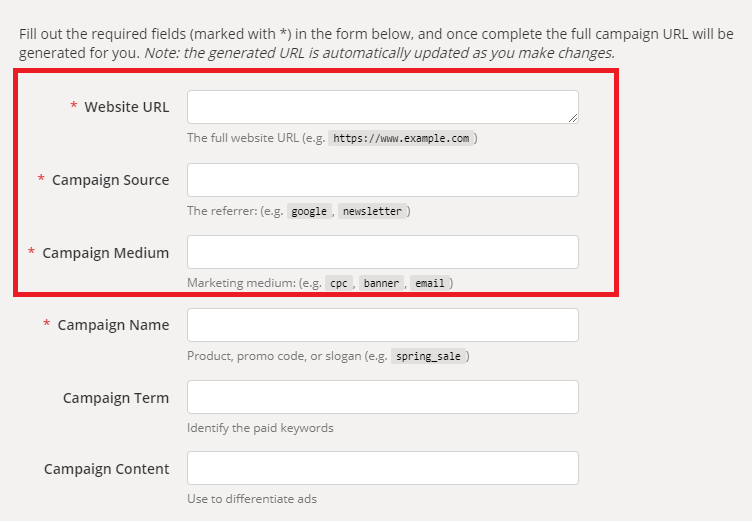 Fill out the required fields (marked with *) in the form below, and once complete the full campaign URL will be
generated for you. Note: the generated URL is automatically updated as you make changes.
* Website URL
The full website URL (e.g. https://www.example.com )
* Campaign Source
The referrer: (e.g. google , newsletter )
* Campaign Medium
Marketing medium: (e.g. cpc , banner , email )
* Campaign Name
Product, promo code, or slogan (e.g. spring_sale )
Campaign Term
Identify the paid keywords
Campaign Content
Use to differentiate ads